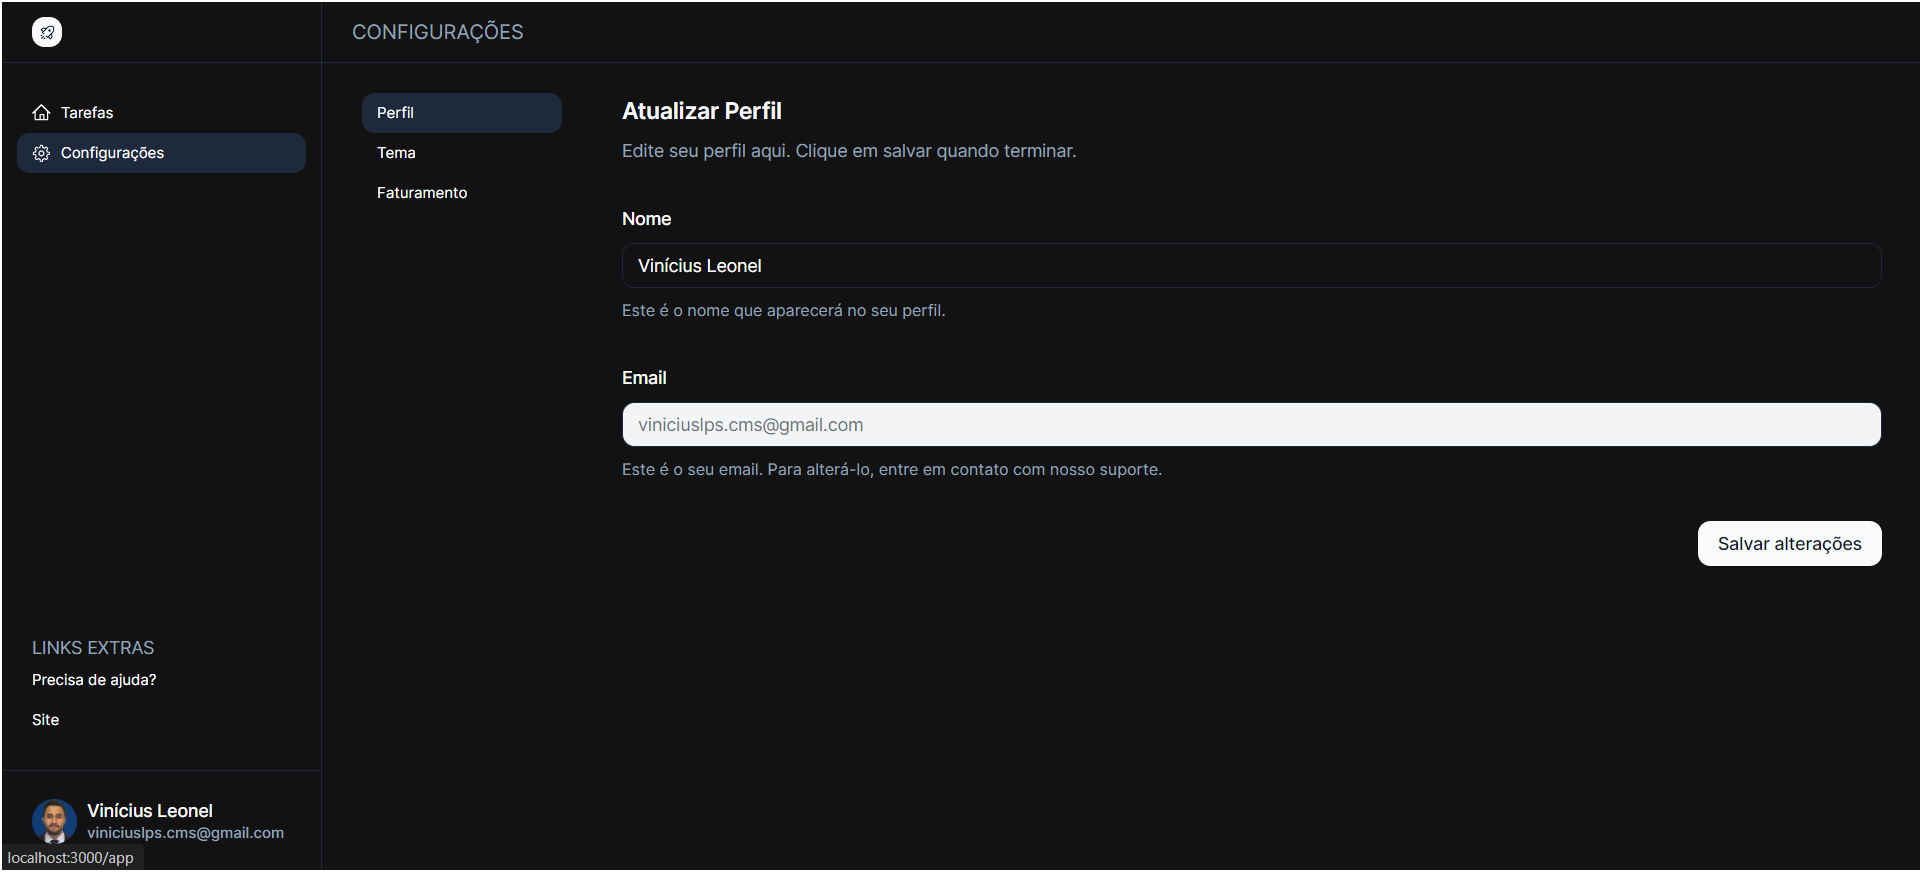 CONFIGURAÇÕES
Tarefas
Configurações
Perfil
Tema
Faturamento
Atualizar Perfil
Edite seu perfil aqui. Clique em salvar quando terminar.
Nome
Vinícius Leonel
Este é o nome que aparecerá no seu perfil.
Email
viniciuslps.cms@gmail.com
Este é o seu email. Para alterá-lo, entre em contato com nosso suporte.
Salvar alterações
LINKS EXTRAS
Precisa de ajuda?
Site
Vinícius Leonel
viniciuslps.cms@gmail.com
localhost:3000/app